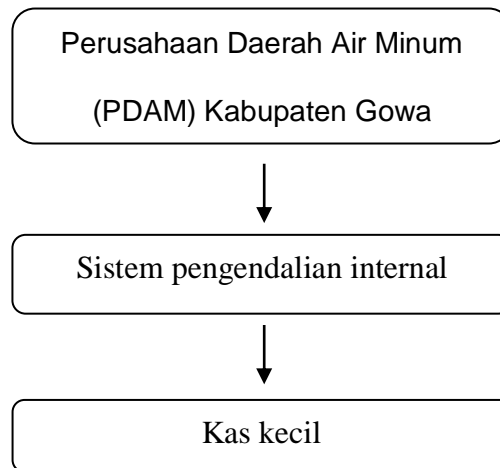 Perusahaan Daerah Air Minum
(PDAM) Kabupaten Gowa
Sistem pengendalian internal
Kas kecil